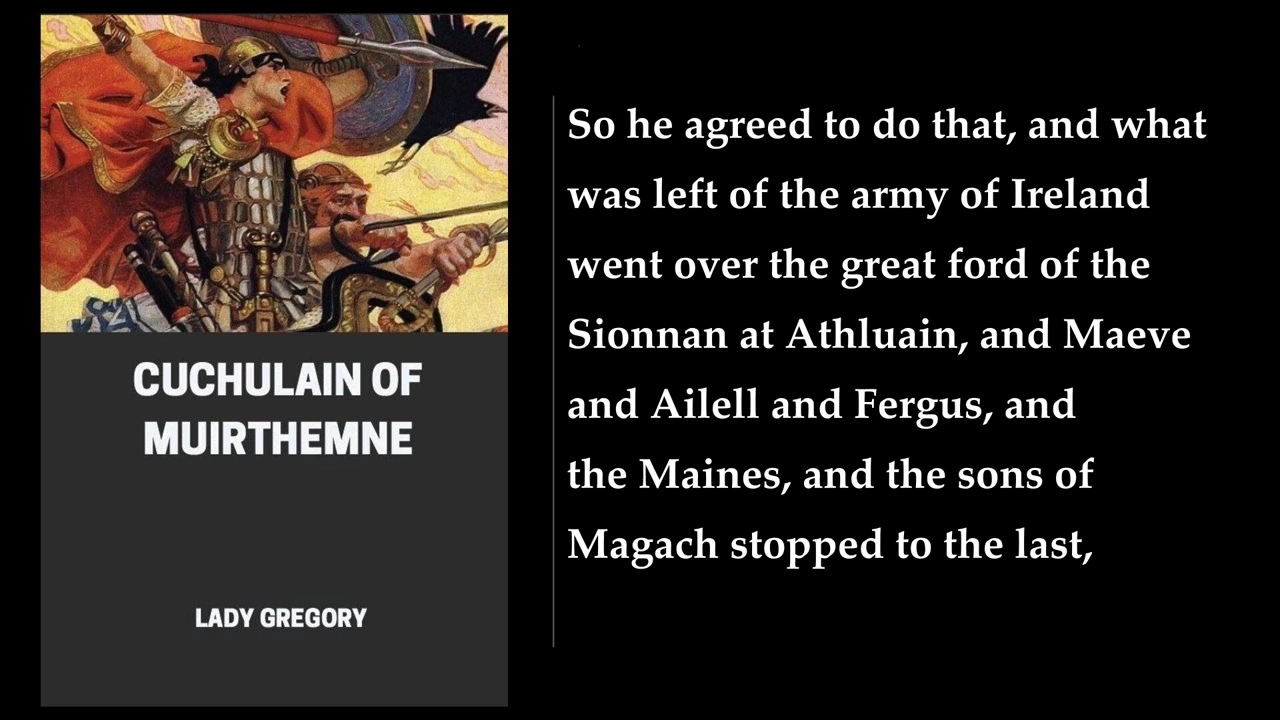 CUCHULAIN OF
MUIRTHEMNE
LADY GREGORY
So he agreed to do that, and what
was left of the army of Ireland
went over the great ford of the
Sionnan at Athluain, and Maeve
and Ailell and Fergus, and
the Maines, and the sons of
Magach stopped to the last,